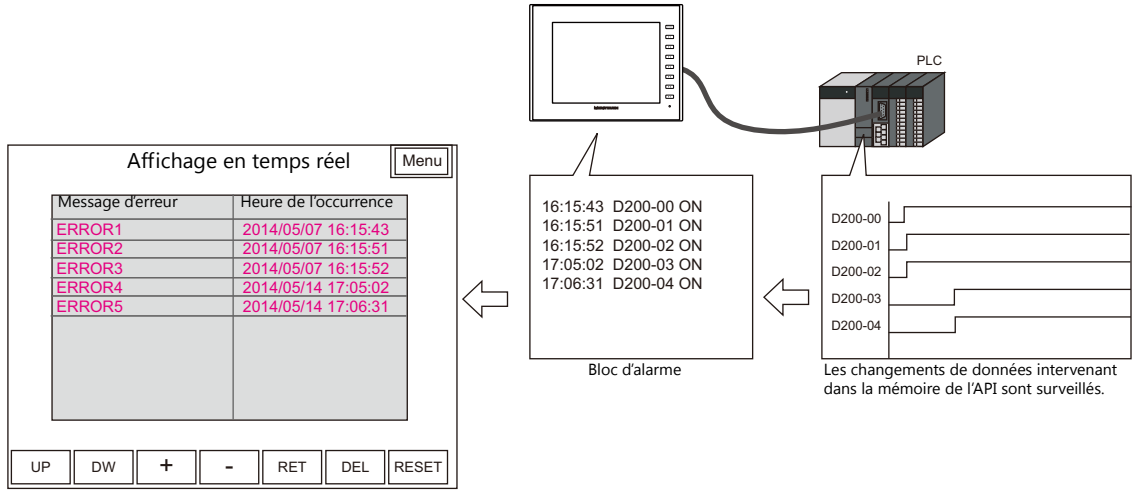 PLC
Affichage en temps réel
Menu
Message d'erreur Heure de l'occurrence
ERROR1 2014/05/07 16:15:43
ERROR2 2014/05/07 16:15:51
ERROR3 2014/05/07 16:15:52
ERROR4 2014/05/14 17:05:02
ERROR5 2014/05/14 17:06:31
UP DW + - RET DEL RESET
16:15:43 D200-00 ON
16:15:51 D200-01 ON
16:15:52 D200-02 ON
17:05:02 D200-03 ON
17:06:31 D200-04 ON
Bloc d'alarme
D200-00
D200-01
D200-02
D200-03
D200-04
Les changements de données intervenant
dans la mémoire de l'API sont surveillés.